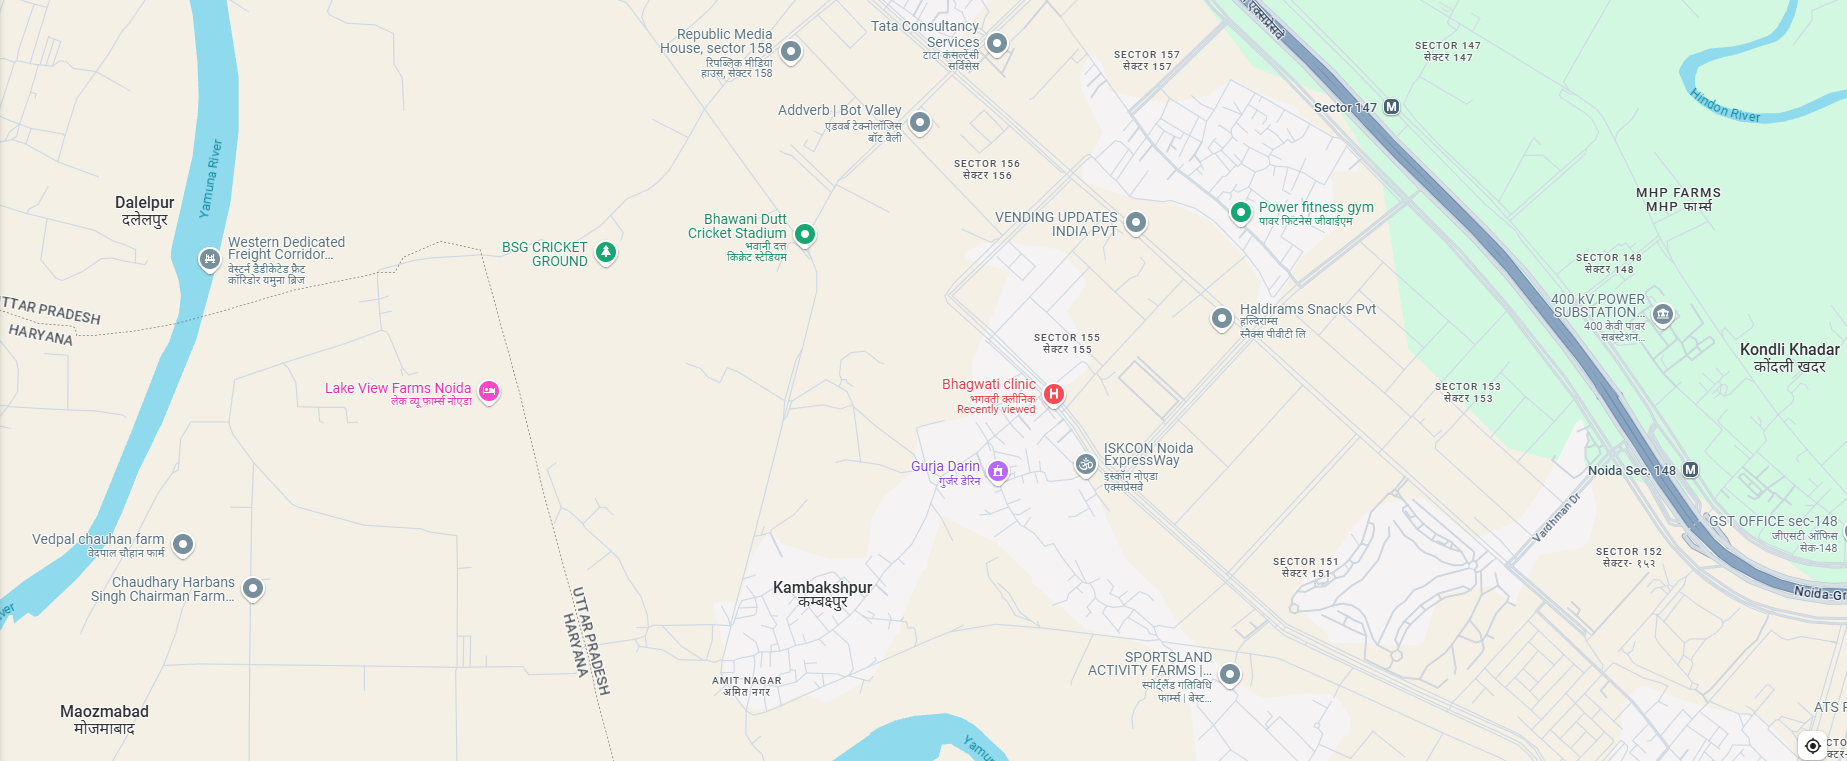 एक्सप्रेसवे
Republic Media
House, sector 158
रिपब्लिक मीडिया
हाउस, सेक्टर 158
Tata Consultancy
Services
टाटा कंसल्टेंसी
सर्विसेस
SECTOR 157
सेक्टर 157
SECTOR 147
सेक्टर 147
Hindon River
Sector 147
M
Addverb | Bot Valley
एडवर्ब टेक्नोलॉजिस
बॉट वैली
SECTOR 156
सेक्टर 156
Yamuna River
Dalelpur
दलेलपुर
MHP FARMS
MHP फार्म्स
Power fitness gym
पावर फिटनेस जीवाईएम
VENDING UPDATES
INDIA PVT
Bhawani Dutt
Cricket Stadium
भवानी दत्त
क्रिकेट स्टेडियम
BSG CRICKET
GROUND
Western Dedicated
Freight Corridor...
वेस्टर्न डैडीकेटेड फ्रैट
कॉरिडोर यमुना ब्रिज
SECTOR 148
सेक्टर 148
400 kV POWER
SUBSTATION...
400 केवी पावर
सबस्टेशन...
TTAR PRADESH
HARYANA
Haldirams Snacks Pvt
हल्दिराम्स
स्नैक्स पीवीटी लि
SECTOR 155
सेक्टर 155
Kondli Khadar
कोंदली खदर
Lake View Farms Noida
लेक व्यू फार्म्स नोएडा
Bhagwati clinic
भगवती क्लीनिक
Recently viewed
H
SECTOR 153
सेक्टर 153
ISKCON Noida
ExpressWay
इस्कॉन नोएडा
एक्सप्रेसवे
ॐ
Gurja Darin
गुर्जर डेरिन
Noida Sec. 148
M
Vardhman Dr
GST OFFICE sec-148
जीएसटी ऑफिस
सेक-148
Vedpal chauhan farm
वेदपाल चौहान फार्म
SECTOR 151
सेक्टर 151
SECTOR 152
सेक्टर- १५२
Chaudhary Harbans
Singh Chairman Farm...
Kambakshpur
कम्बक्ष्पुर
Noida-Gr
iver
UTTAR PRADESH
HARYANA
SPORTSLAND
ACTIVITY FARMS |...
स्पोर्ट्लैंड गतिविधि
फार्म्स | बेस्ट...
AMIT NAGAR
अमित नगर
Maozmabad
मोजमाबाद
ATS
Yamu